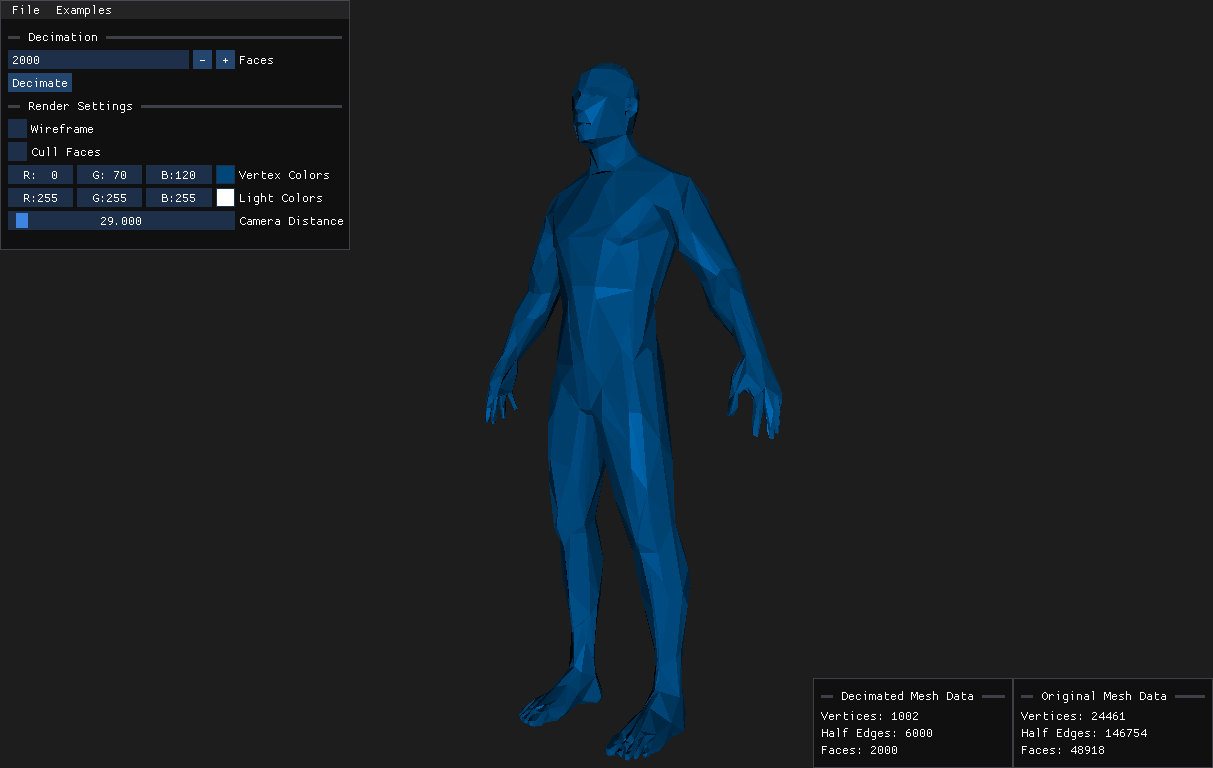 File Examples
Decimation
2000 - + Faces
Decimate
Render Settings
Wireframe
Cull Faces
R: 0 G: 70 B:120 Vertex Colors
R:255 G:255 B:255 Light Colors
29.000 Camera Distance
Decimated Mesh Data
Vertices: 1002
Half Edges: 6000
Faces: 2000
Original Mesh Data
Vertices: 24461
Half Edges: 146754
Faces: 48918